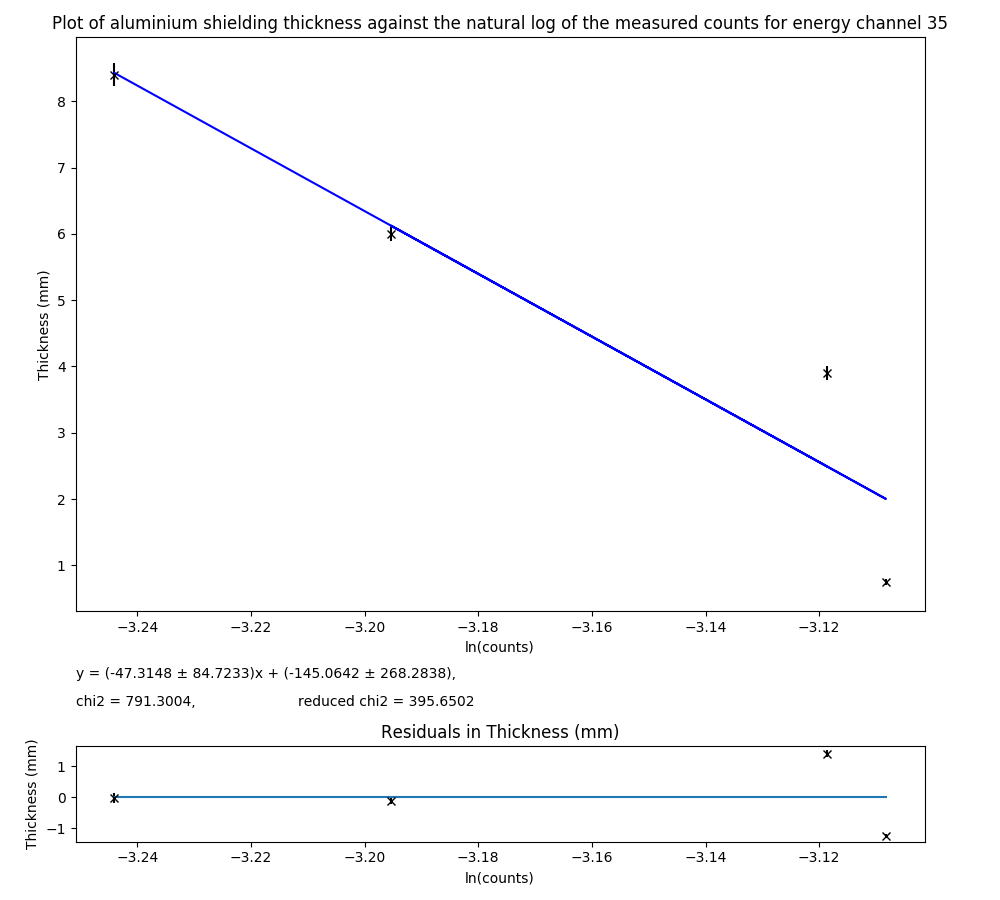 Plot of aluminium shielding thickness against the natural log of the measured counts for energy channel 35
8
7
6
5
4
3
2
1
Thickness (mm)
−3.24 −3.22 −3.20 −3.18 −3.16 −3.14 −3.12
ln(counts)
y = (-47.3148 ± 84.7233)x + (-145.0642 ± 268.2838),
chi2 = 791.3004, reduced chi2 = 395.6502
Residuals in Thickness (mm)
1
0
−1
Thickness (mm)
−3.24 −3.22 −3.20 −3.18 −3.16 −3.14 −3.12
ln(counts)